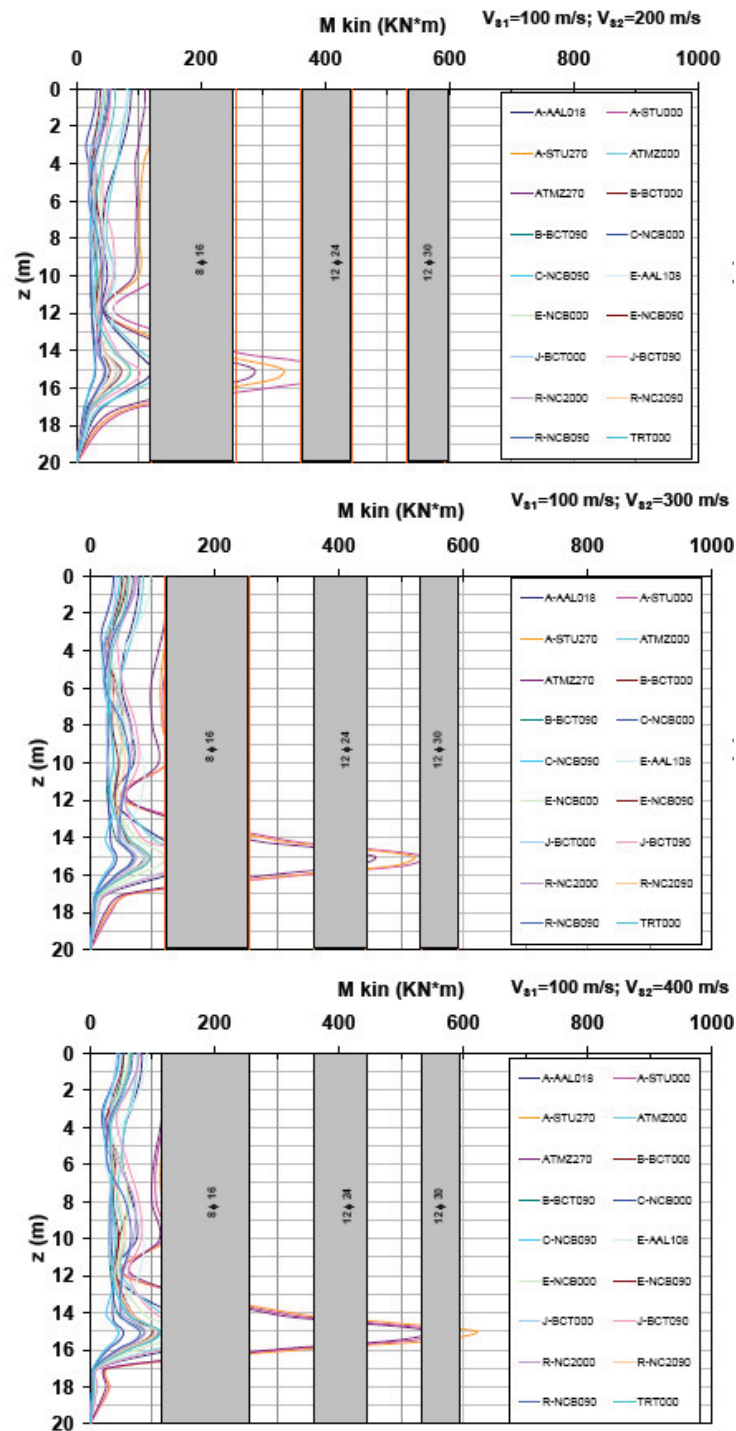 M kin (KN*m)
VS1=100 m/s; VS2=200 m/s
0 200 400 600 800 1000
z (m)
0
2
4
6
8
10
12
14
16
18
20
8 ϕ 16
12 ϕ 24
12 ϕ 30
A-AAL018 A-STU000
A-STU270 ATMZ000
ATMZ270 B-BCT000
B-BCT090 C-NCB000
C-NCB090 E-AAL108
E-NCB000 E-NCB090
J-BCT000 J-BCT090
R-NC2000 R-NC2090
R-NCB090 TRT000
M kin (KN*m)
VS1=100 m/s; VS2=300 m/s
0 200 400 600 800 1000
z (m)
0
2
4
6
8
10
12
14
16
18
20
8 ϕ 16
12 ϕ 24
12 ϕ 30
A-AAL018 A-STU000
A-STU270 ATMZ000
ATMZ270 B-BCT000
B-BCT090 C-NCB000
C-NCB090 E-AAL108
E-NCB000 E-NCB090
J-BCT000 J-BCT090
R-NC2000 R-NC2090
R-NCB090 TRT000
M kin (KN*m)
VS1=100 m/s; VS2=400 m/s
0 200 400 600 800 1000
z (m)
0
2
4
6
8
10
12
14
16
18
20
8 ϕ 16
12 ϕ 24
12 ϕ 30
A-AAL018 A-STU000
A-STU270 ATMZ000
ATMZ270 B-BCT000
B-BCT090 C-NCB000
C-NCB090 E-AAL108
E-NCB000 E-NCB090
J-BCT000 J-BCT090
R-NC2000 R-NC2090
R-NCB090 TRT000